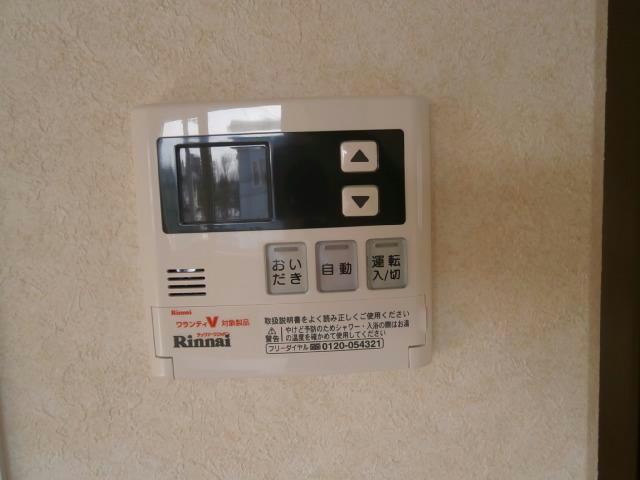 おい
だき
自動
運転
入/切
Rinnai
ワランティV 対象製品
Rinnai
取扱説明書をよく読み正しくご使用ください
警告 やけど予防のためシャワー・入浴の際はお湯
の温度を確かめて使用してください
フリーダイヤル 0120-054321